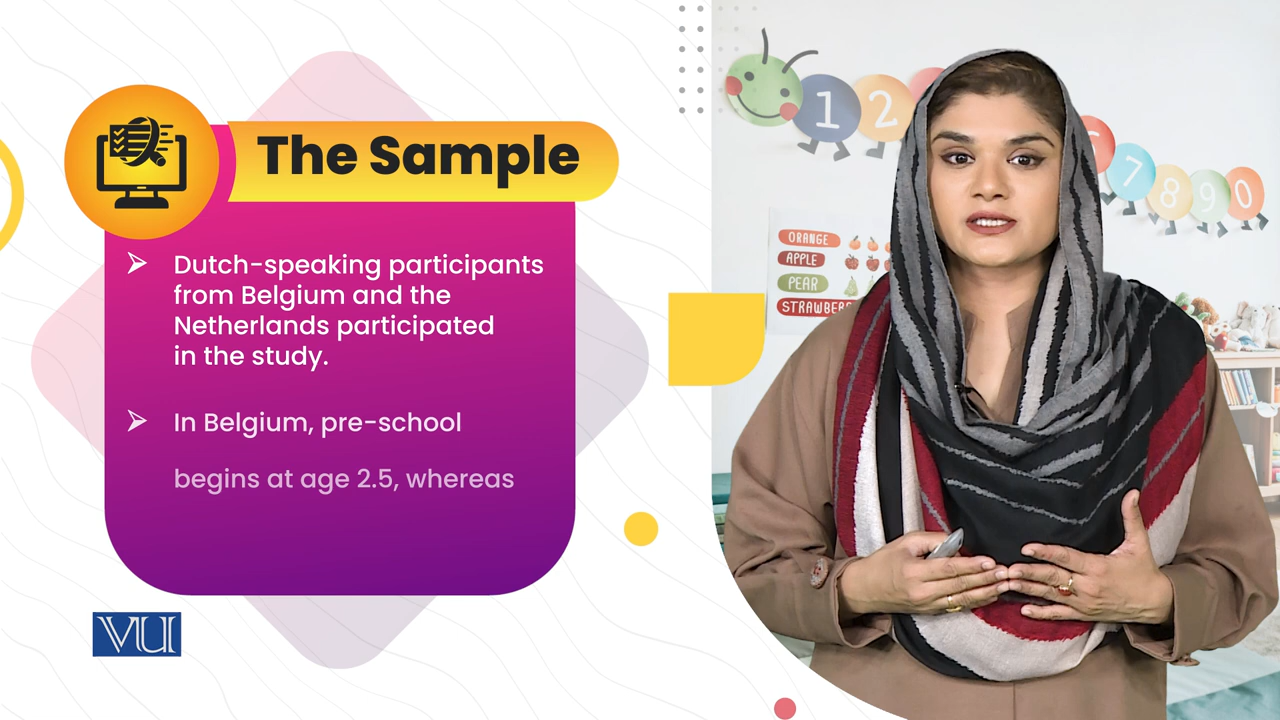 The Sample
Dutch-speaking participants
from Belgium and the
Netherlands participated
in the study.
In Belgium, pre-school
begins at age 2.5, whereas
VU
1 2
6 7 8 9 0
ORANGE
APPLE
PEAR